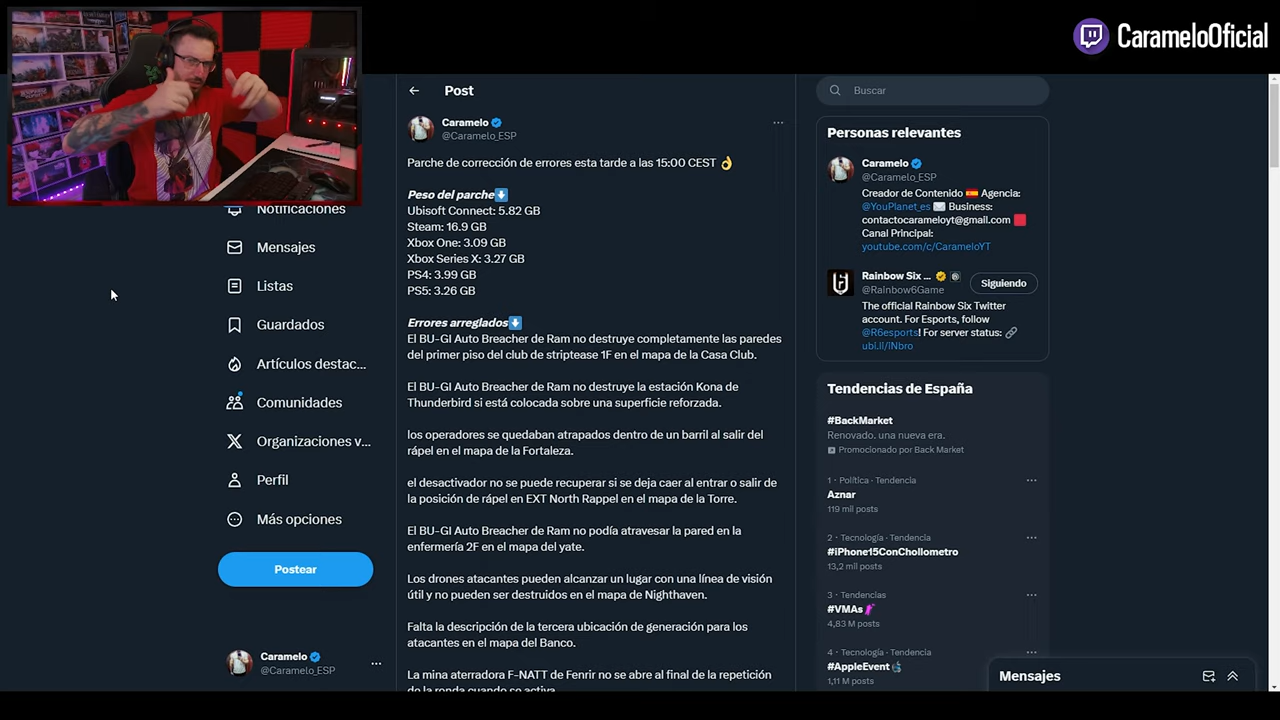 CarameloOficial
Post
Buscar
Caramelo
@Caramelo_ESP
Parche de corrección de errores esta tarde a las 15:00 CEST 👌
Peso del parche⬇️
Ubisoft Connect: 5.82 GB
Steam: 16.9 GB
Xbox One: 3.09 GB
Xbox Series X: 3.27 GB
PS4: 3.99 GB
PS5: 3.26 GB
Errores arreglados⬇️
El BU-GI Auto Breacher de Ram no destruye completamente las paredes
del primer piso del club de striptease 1F en el mapa de la Casa Club.
El BU-GI Auto Breacher de Ram no destruye la estación Kona de
Thunderbird si está colocada sobre una superficie reforzada.
los operadores se quedaban atrapados dentro de un barril al salir del
rápel en el mapa de la Fortaleza.
el desactivador no se puede recuperar si se deja caer al entrar o salir de
la posición de rápel en EXT North Rappel en el mapa de la Torre.
El BU-GI Auto Breacher de Ram no podía atravesar la pared en la
enfermería 2F en el mapa del yate.
Los drones atacantes pueden alcanzar un lugar con una línea de visión
útil y no pueden ser destruidos en el mapa de Nighthaven.
Falta la descripción de la tercera ubicación de generación para los
atacantes en el mapa del Banco.
La mina aterradora F-NATT de Fenrir no se abre al final de la repetición
de la ronda cuando se activa
Notificaciones
Mensajes
Listas
Guardados
Artículos destac...
Comunidades
Organizaciones v...
Perfil
Más opciones
Postear
Caramelo
@Caramelo_ESP
Personas relevantes
Caramelo
@Caramelo_ESP
Creador de Contenido 🇪🇸 Agencia:
@YouPlanet_es ✉️ Business:
contactocarameloyt@gmail.com 🟥
Canal Principal:
youtube.com/c/CarameloYT
Rainbow Six ...
@Rainbow6Game
Siguiendo
The official Rainbow Six Twitter
account. For Esports, follow
@R6esports! For server status: 🔗
ubi.li/lNbro
Tendencias de España
#BackMarket
Renovado. una nueva era.
Promocionado por Back Market
1 · Política · Tendencia
Aznar
119 mil posts
2 · Tecnología · Tendencia
#iPhone15ConChollometro
13,2 mil posts
3 · Tendencias
#VMAs
4,83 M posts
4 · Tecnología · Tendencia
#AppleEvent
1,11 M posts
Mensajes